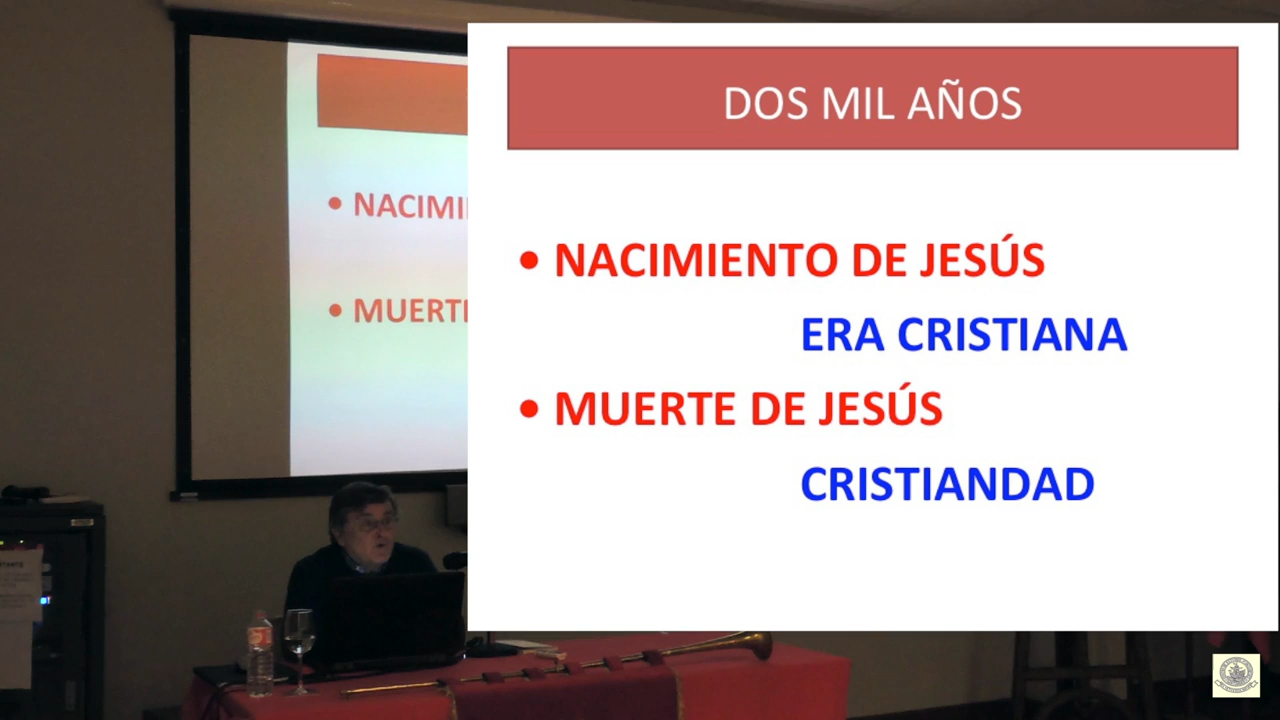 DOS MIL AÑOS
• NACIMIENTO DE JESÚS
ERA CRISTIANA
• MUERTE DE JESÚS
CRISTIANDAD
• NACIMI
• MUERT